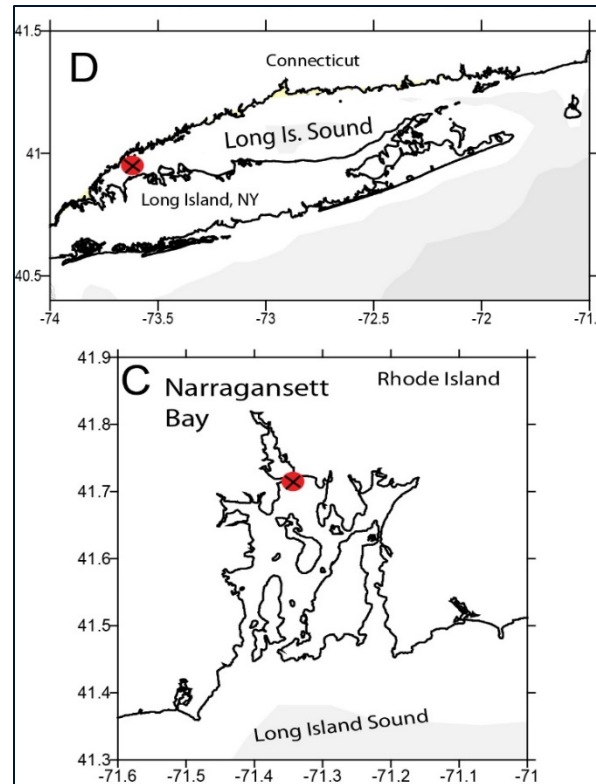 41.5
D
Connecticut
Long Is. Sound
41
Long Island, NY
40.5
-74 -73.5 -73 -72.5 -72 -71.
41.9
C
Narragansett
Bay
Rhode Island
41.8
41.7
41.6
41.5
41.4
Long Island Sound
41.3
-71.6 -71.5 -71.4 -71.3 -71.2 -71.1 -71